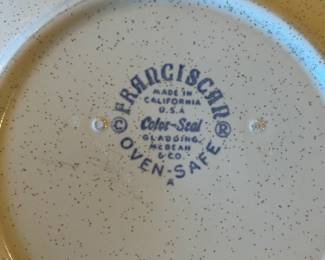 FRANCISCAN
MADE IN
CALIFORNIA
U.S.A
Color-Seal
GLADDING,
McBEAN
& CO.
© OVEN-SAFE ®
A